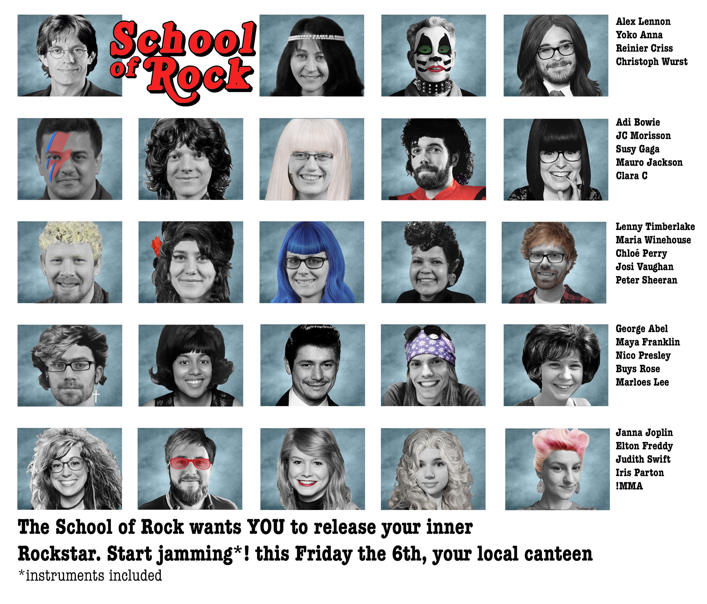 School
of Rock
Alex Lennon
Yoko Anna
Reinier Criss
Christoph Wurst
Adi Bowie
JC Morisson
Susy Gaga
Mauro Jackson
Clara C
Lenny Timberlake
Maria Winehouse
Chloé Perry
Josi Vaughan
Peter Sheeran
George Abel
Maya Franklin
Nico Presley
Buys Rose
Marloes Lee
Janna Joplin
Elton Freddy
Judith Swift
Iris Parton
!MMA
The School of Rock wants YOU to release your inner
Rockstar. Start jamming*! this Friday the 6th, your local canteen
*instruments included